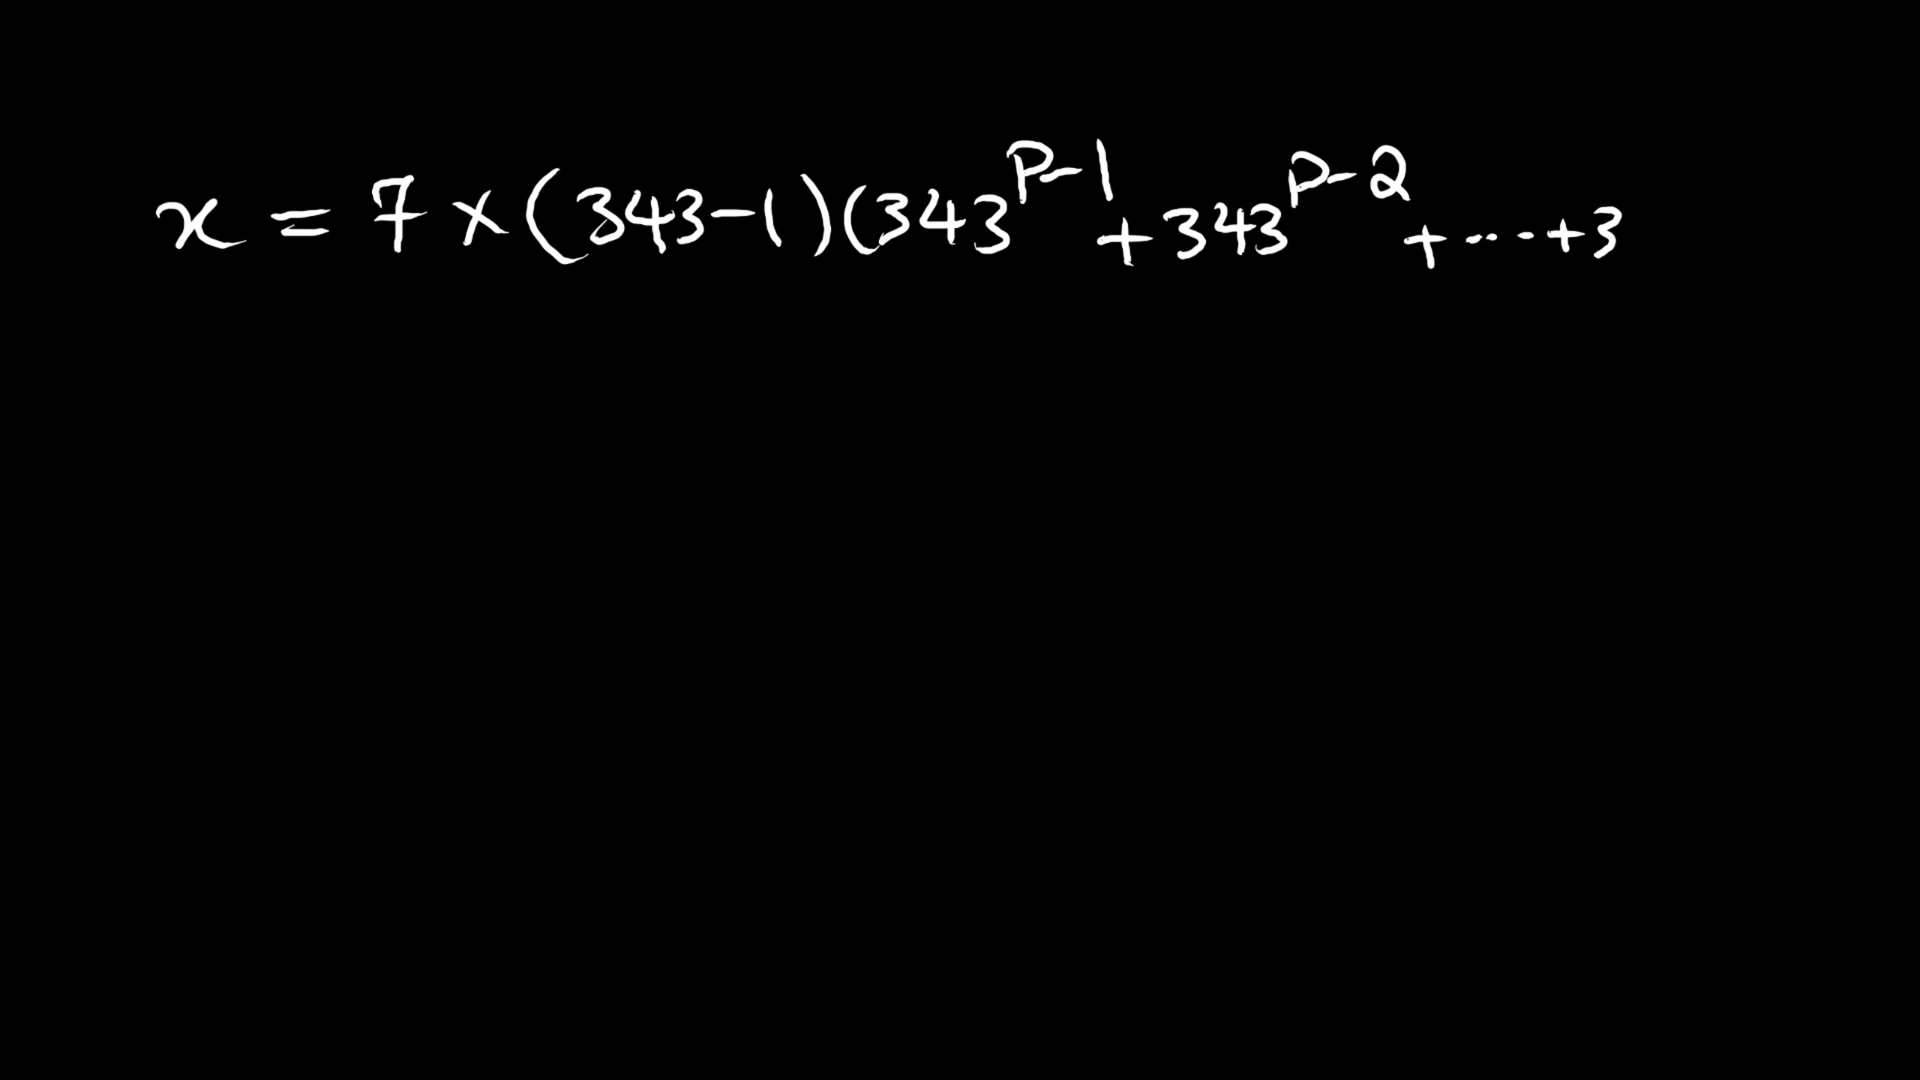 x = 7 × (343-1)(343^{p-1} + 343^{p-2} + ... + 3